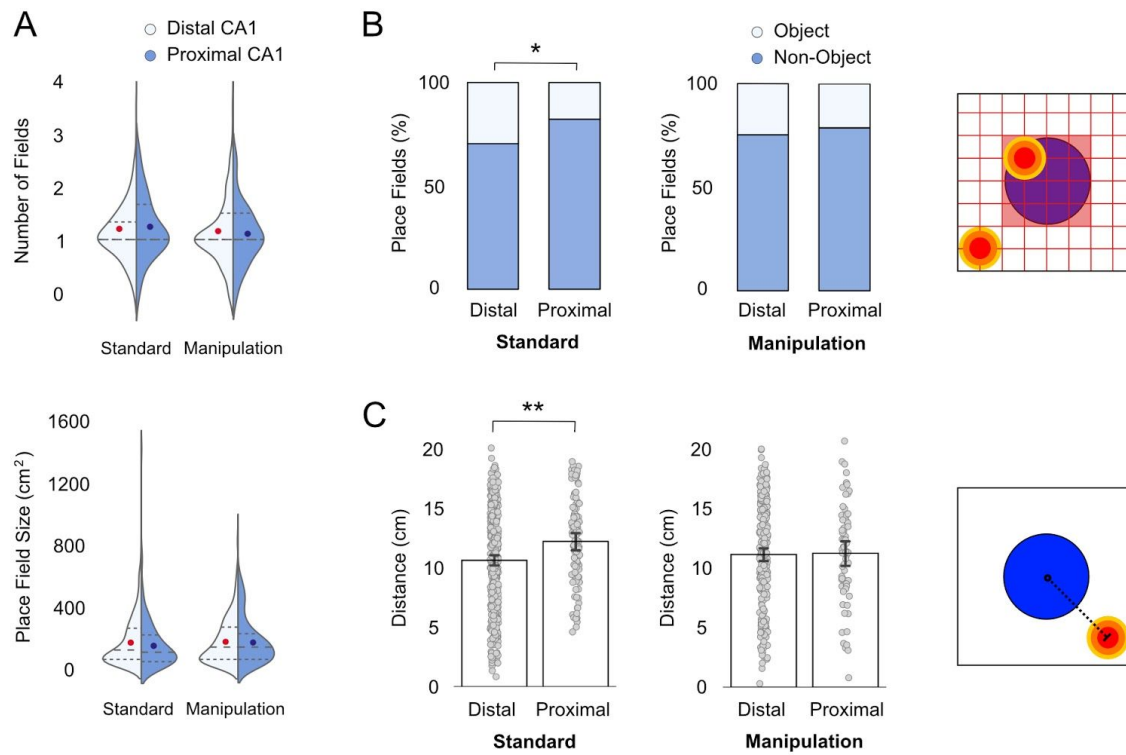 A
Distal CA1
Proximal CA1
Number of Fields
4
3
2
1
0
Standard Manipulation
Place Field Size (cm²)
1600
1200
800
400
0
Standard Manipulation
B
*
Place Fields (%)
100
50
0
Distal Proximal
Standard
Object
Non-Object
Place Fields (%)
100
50
0
Distal Proximal
Manipulation
C
**
Distance (cm)
20
15
10
5
0
Distal Proximal
Standard
Distance (cm)
20
15
10
5
0
Distal Proximal
Manipulation